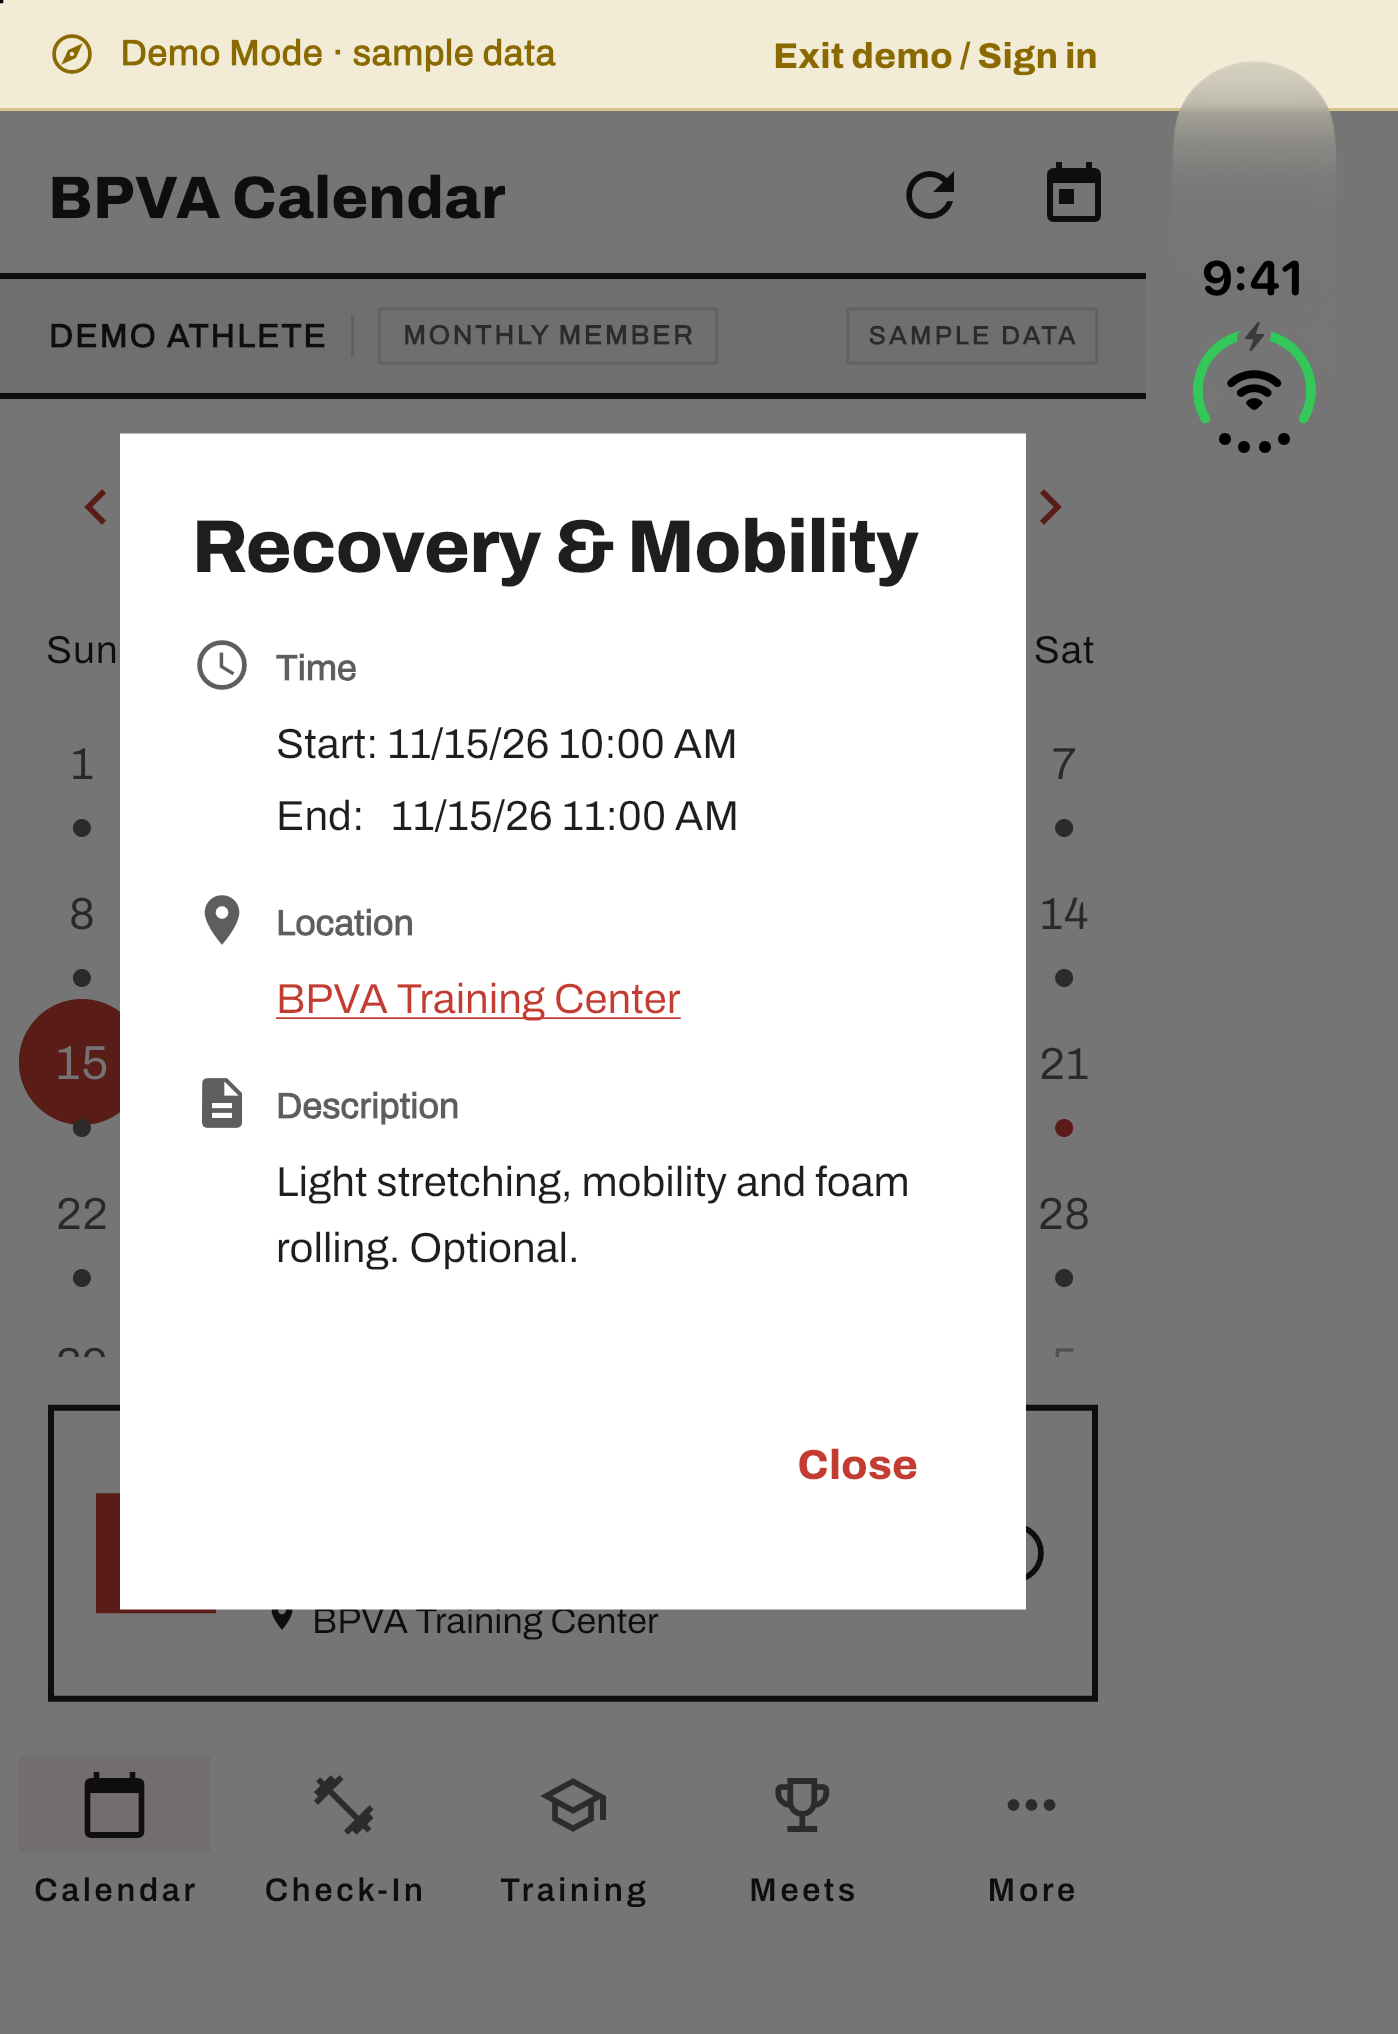 Demo Mode · sample data
Exit demo / Sign in
BPVA Calendar
9:41
DEMO ATHLETE
MONTHLY MEMBER
SAMPLE DATA
Recovery & Mobility
Sun
Sat
Time
Start: 11/15/26 10:00 AM
End: 11/15/26 11:00 AM
1
7
8
14
Location
BPVA Training Center
15
21
Description
Light stretching, mobility and foam
rolling. Optional.
22
28
Close
BPVA Training Center
Calendar
Check-In
Training
Meets
More